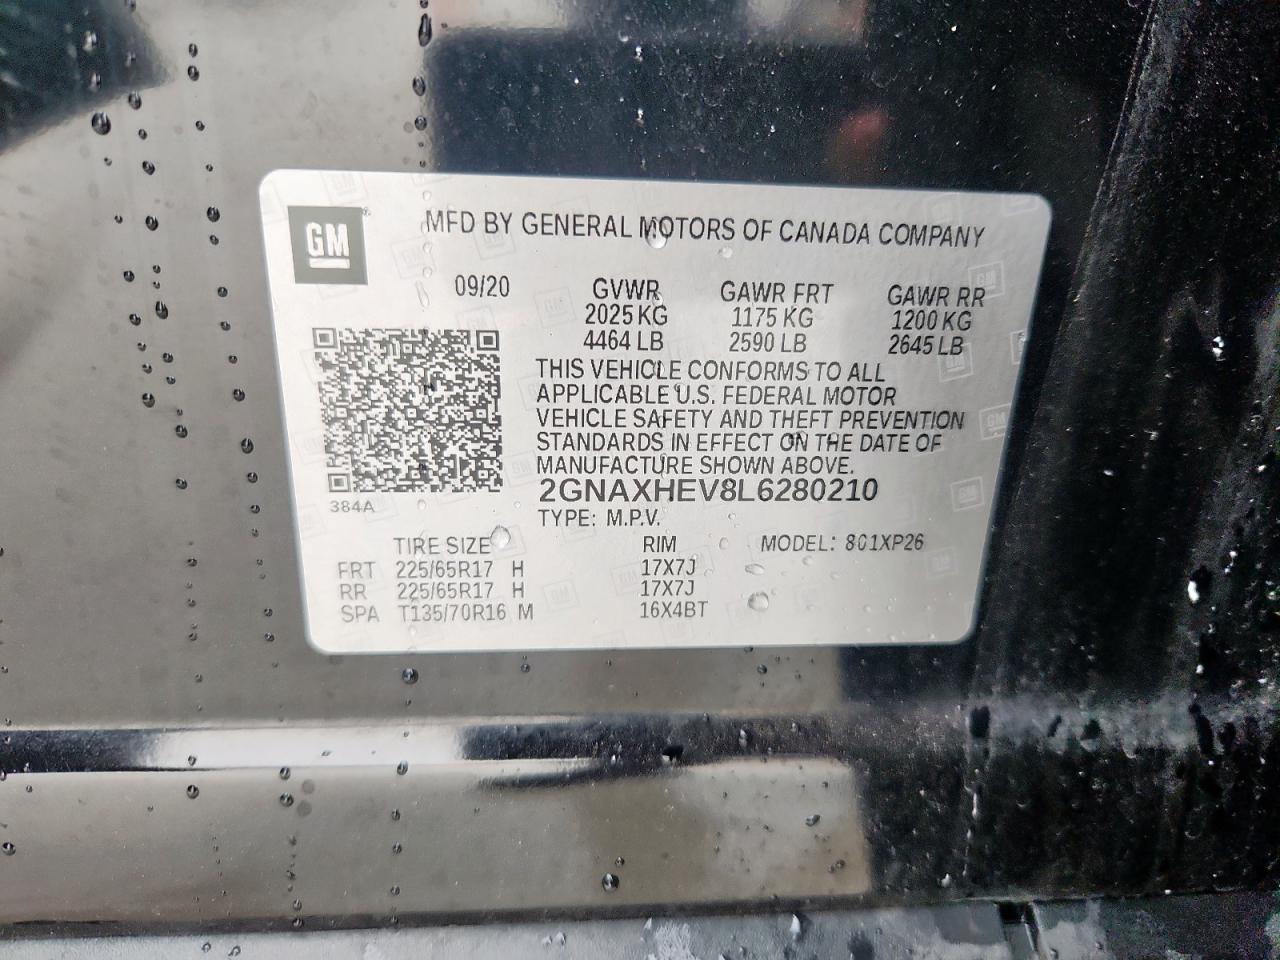 GM
MFD BY GENERAL MOTORS OF CANADA COMPANY
09/20 GVWR GAWR FRT GAWR RR
2025 KG 1175 KG 1200 KG
4464 LB 2590 LB 2645 LB
THIS VEHICLE CONFORMS TO ALL
APPLICABLE U.S. FEDERAL MOTOR
VEHICLE SAFETY AND THEFT PREVENTION
STANDARDS IN EFFECT ON THE DATE OF
MANUFACTURE SHOWN ABOVE.
2GNAXHEV8L6280210
384A
TYPE: M.P.V.
TIRE SIZE RIM MODEL: 801XP26
FRT 225/65R17 H 17X7J
RR 225/65R17 H 17X7J
SPA T135/70R16 M 16X4BT